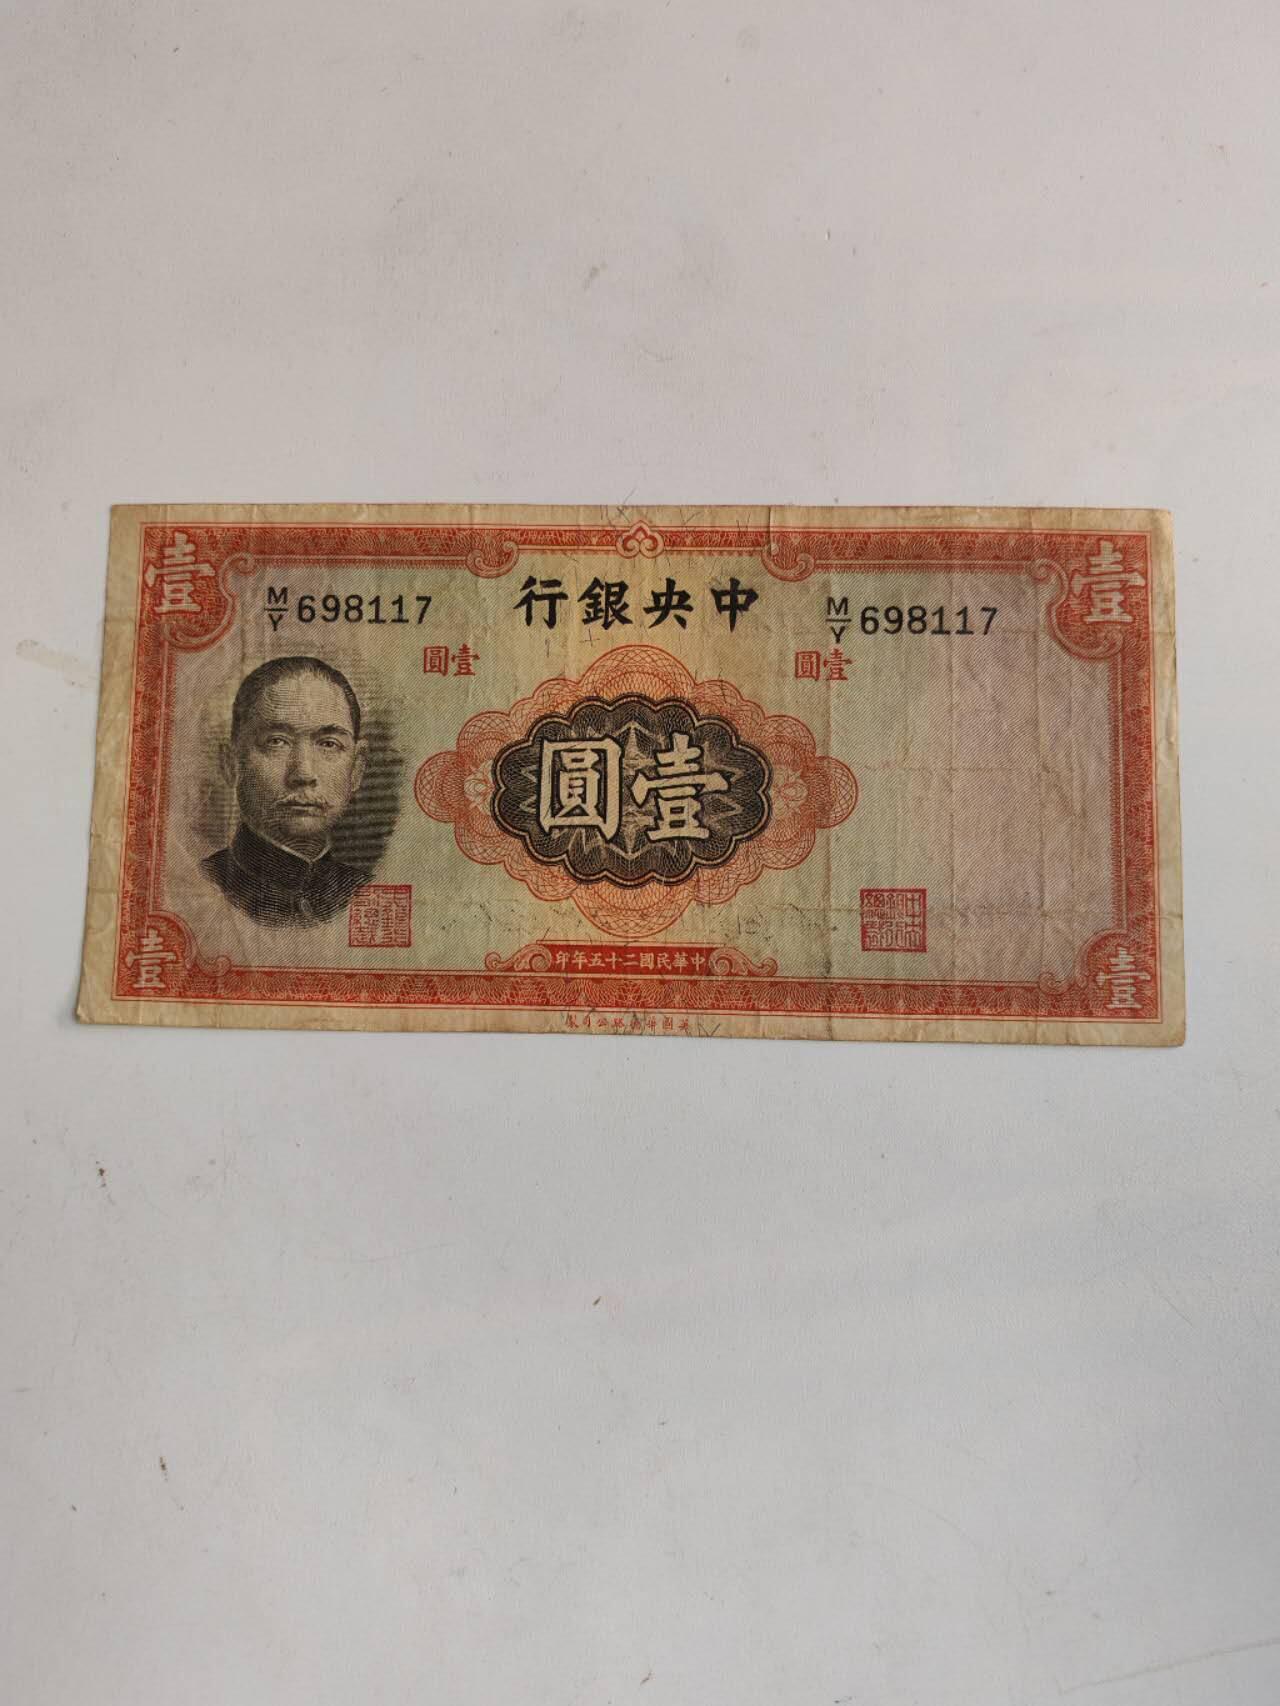 壹 壹
中央銀行
M/Y 698117 M/Y 698117
壹圓 壹圓
壹圓
中華民國二十五年印
壹 壹